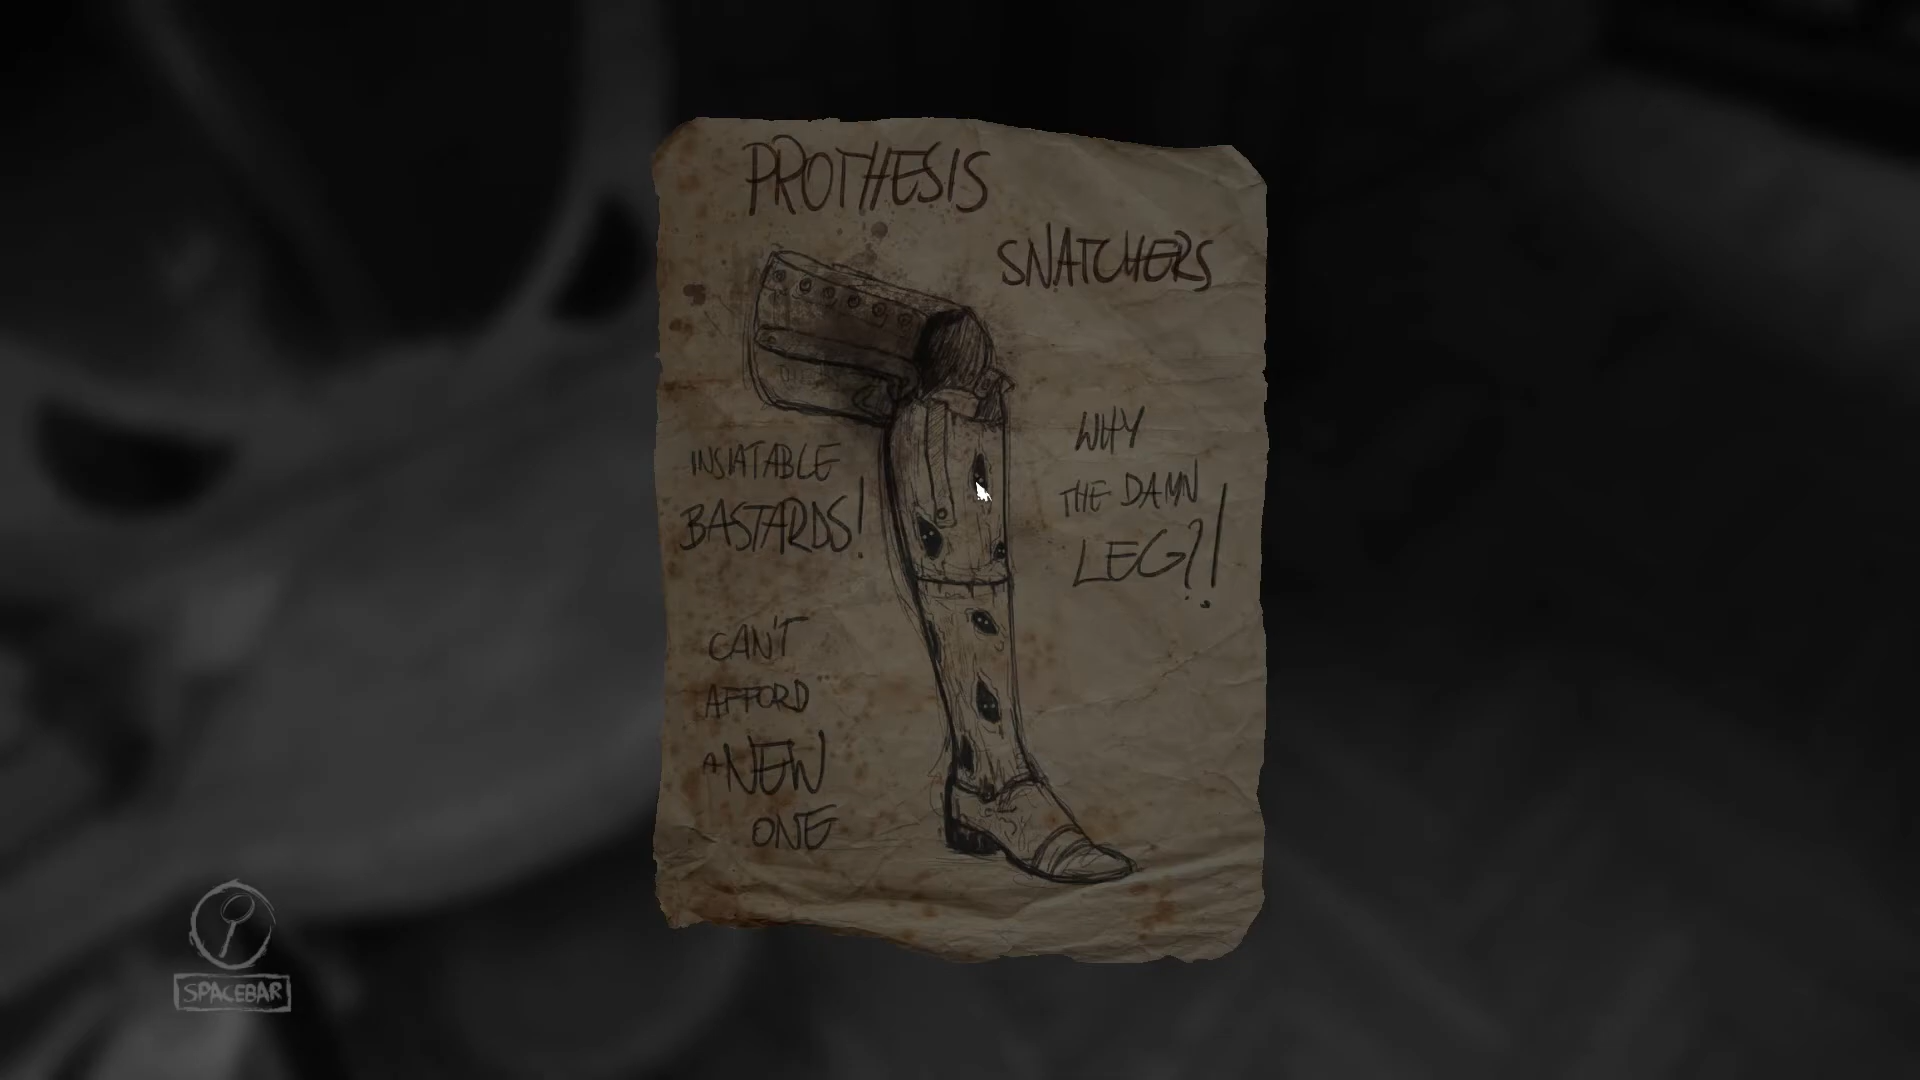 PROTHESIS
SNATCHERS
INSIATABLE
BASTARDS!
WHY
THE DAMN
LEG?!
CAN'T
AFFORD
A NEW
ONE
SPACEBAR